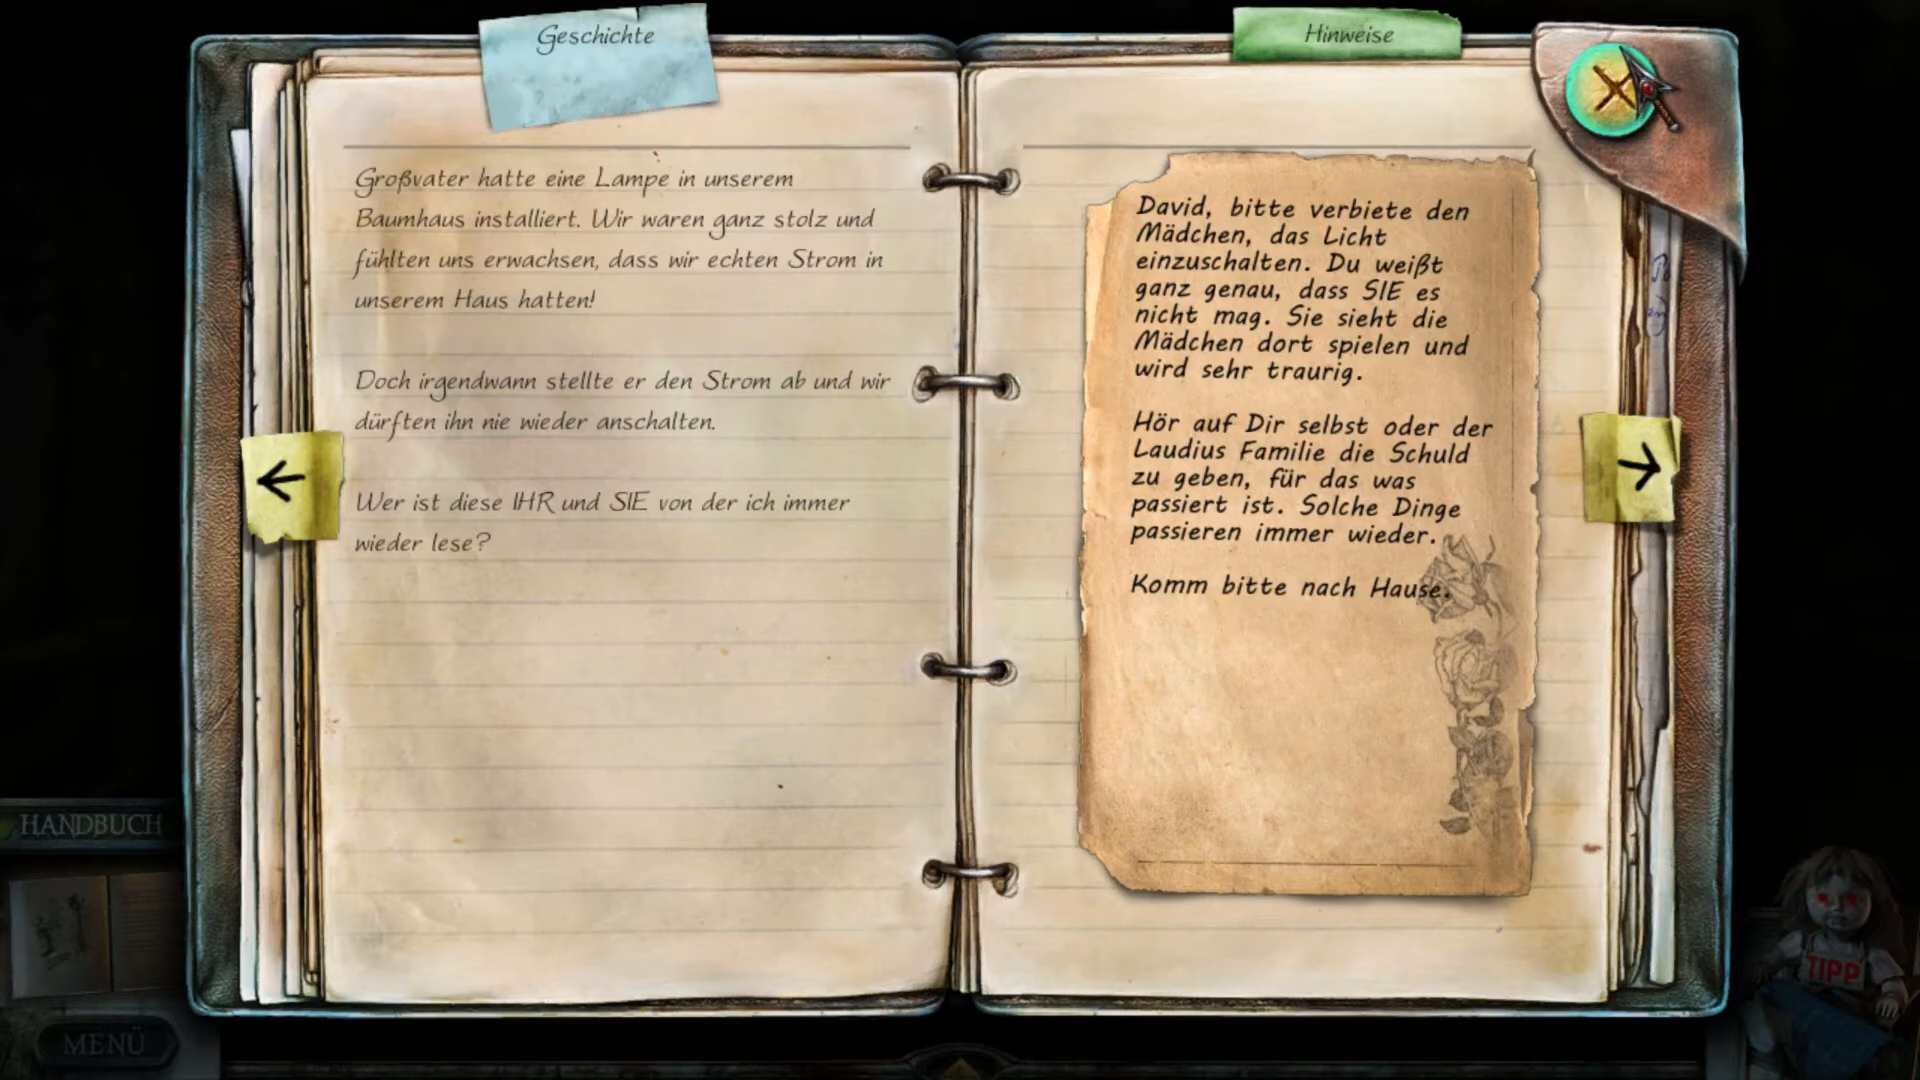 Geschichte
Hinweise
Großvater hatte eine Lampe in unserem
Baumhaus installiert. Wir waren ganz stolz und
fühlten uns erwachsen, dass wir echten Strom in
unserem Haus hatten!
Doch irgendwann stellte er den Strom ab und wir
dürften ihn nie wieder anschalten.
Wer ist diese IHR und SIE von der ich immer
wieder lese?
David, bitte verbiete den
Mädchen, das Licht
einzuschalten. Du weißt
ganz genau, dass SIE es
nicht mag. Sie sieht die
Mädchen dort spielen und
wird sehr traurig.
Hör auf Dir selbst oder der
Laudius Familie die Schuld
zu geben, für das was
passiert ist. Solche Dinge
passieren immer wieder.
Komm bitte nach Hause.
HANDBUCH
MENÜ
TIPP